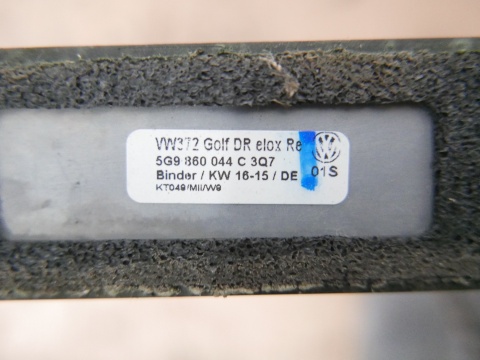 VW372 Golf DR elox Re
5G9 860 044 C 3Q7
Binder / KW 16-15 / DE 01S
KT049/MII/W9